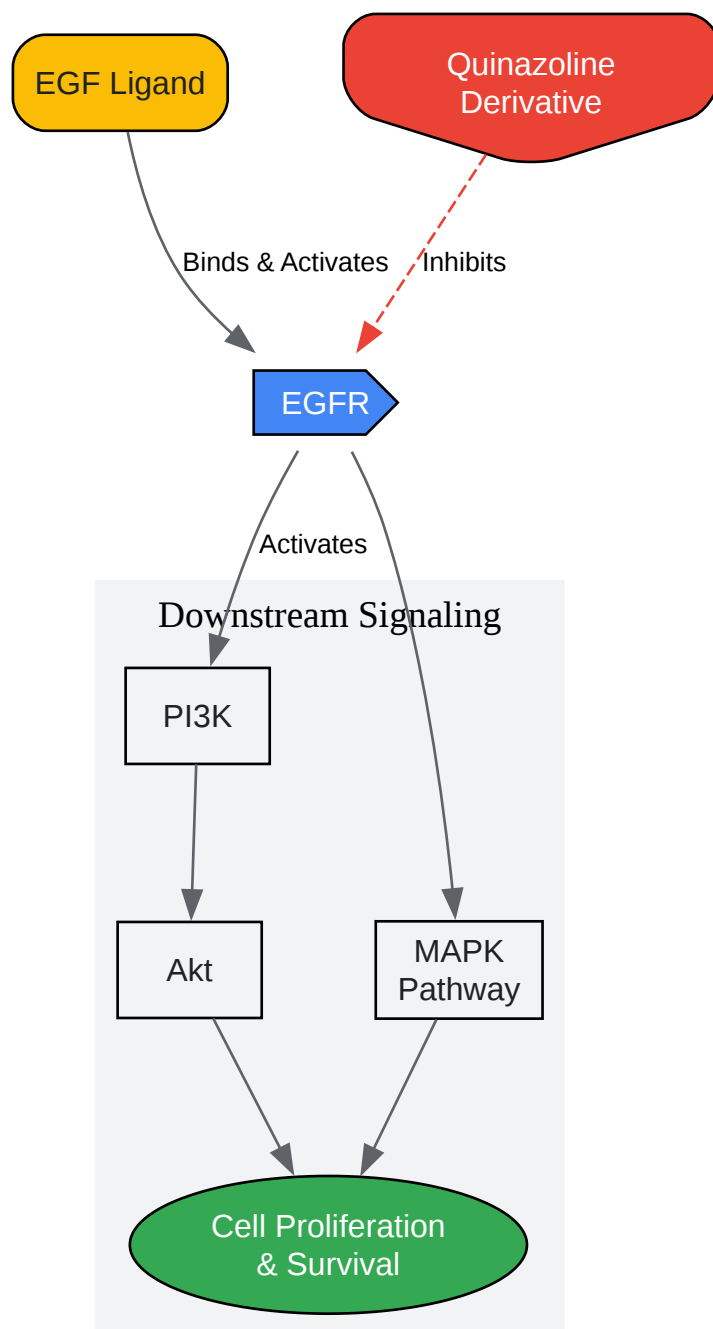 EGF Ligand
Quinazoline
Derivative
Binds & Activates
Inhibits
EGFR
Activates
Downstream Signaling
PI3K
Akt
MAPK
Pathway
Cell Proliferation
& Survival